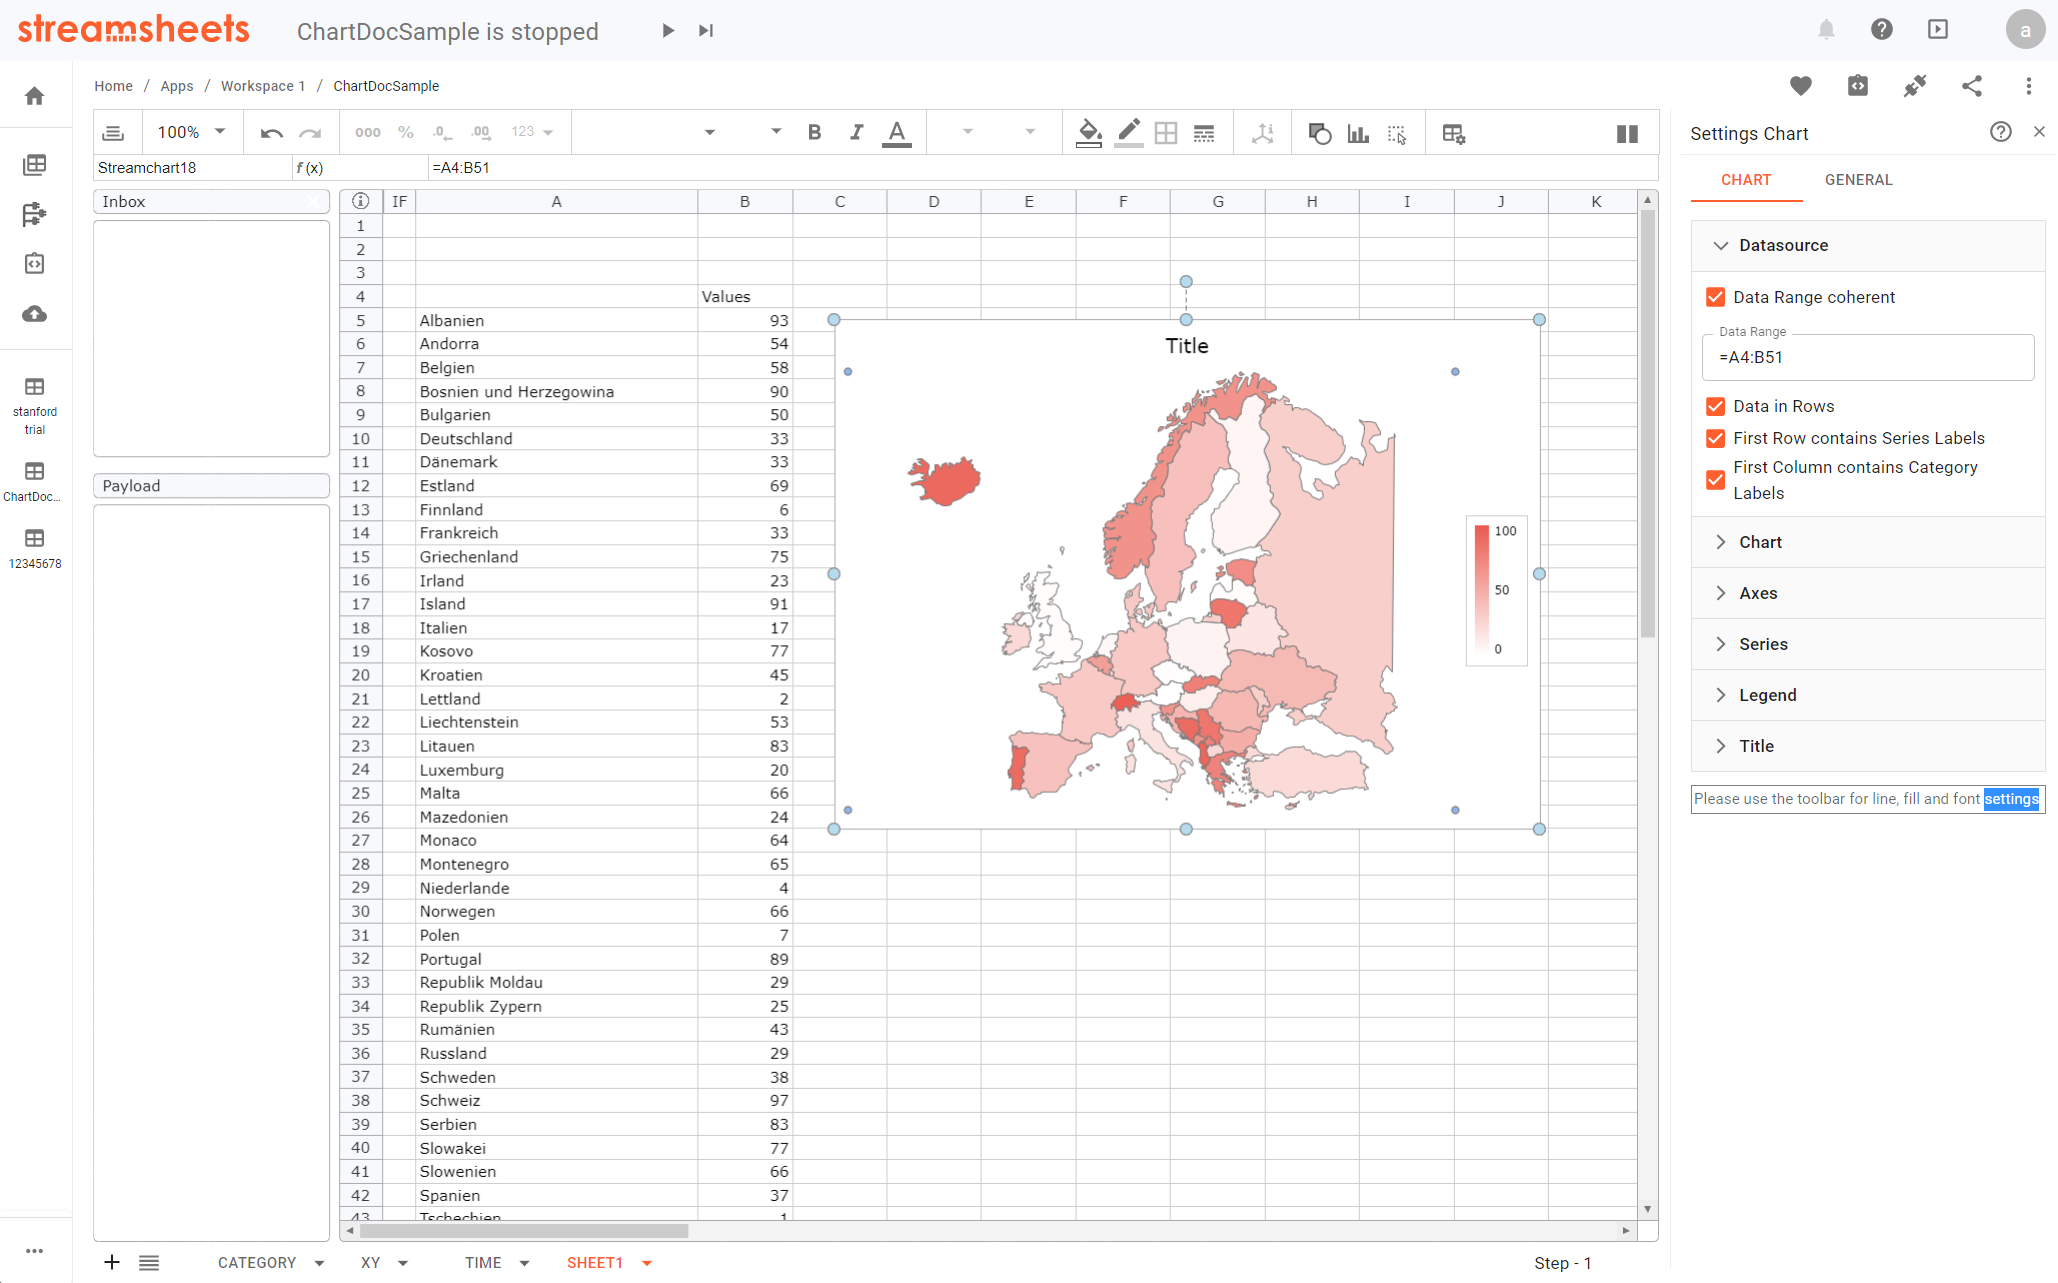 streamsheets
ChartDocSample is stopped
a
Home / Apps / Workspace 1 / ChartDocSample
100%
000 % .0 .00 123
B I A
Streamchart18 f (x) =A4:B51
Inbox
Payload
stanford
trial
ChartDoc...
12345678
IF A B C D E F G H I J K
1
2
3
4 Values
5 Albanien 93
6 Andorra 54
7 Belgien 58
8 Bosnien und Herzegowina 90
9 Bulgarien 50
10 Deutschland 33
11 Dänemark 33
12 Estland 69
13 Finnland 6
14 Frankreich 33
15 Griechenland 75
16 Irland 23
17 Island 91
18 Italien 17
19 Kosovo 77
20 Kroatien 45
21 Lettland 2
22 Liechtenstein 53
23 Litauen 83
24 Luxemburg 20
25 Malta 66
26 Mazedonien 24
27 Monaco 64
28 Montenegro 65
29 Niederlande 4
30 Norwegen 66
31 Polen 7
32 Portugal 89
33 Republik Moldau 29
34 Republik Zypern 25
35 Rumänien 43
36 Russland 29
37 Schweden 38
38 Schweiz 97
39 Serbien 83
40 Slowakei 77
41 Slowenien 66
42 Spanien 37
43 Tschechien 1
Title
100
50
0
CATEGORY XY TIME SHEET1
Step - 1
Settings Chart
CHART GENERAL
Datasource
Data Range coherent
Data Range
=A4:B51
Data in Rows
First Row contains Series Labels
First Column contains Category
Labels
Chart
Axes
Series
Legend
Title
Please use the toolbar for line, fill and font settings